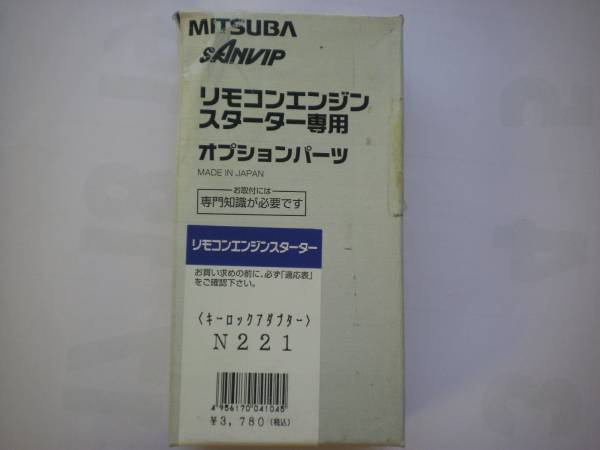 MITSUBA
SANVIP
リモコンエンジン
スターター専用
オプションパーツ
MADE IN JAPAN
お取付には
専門知識が必要です
リモコンエンジンスターター
お買い求めの前に、必ず「適応表」
をご確認下さい。
〈キーロックアダプター〉
N221
4956170041045
¥3,780(税込)